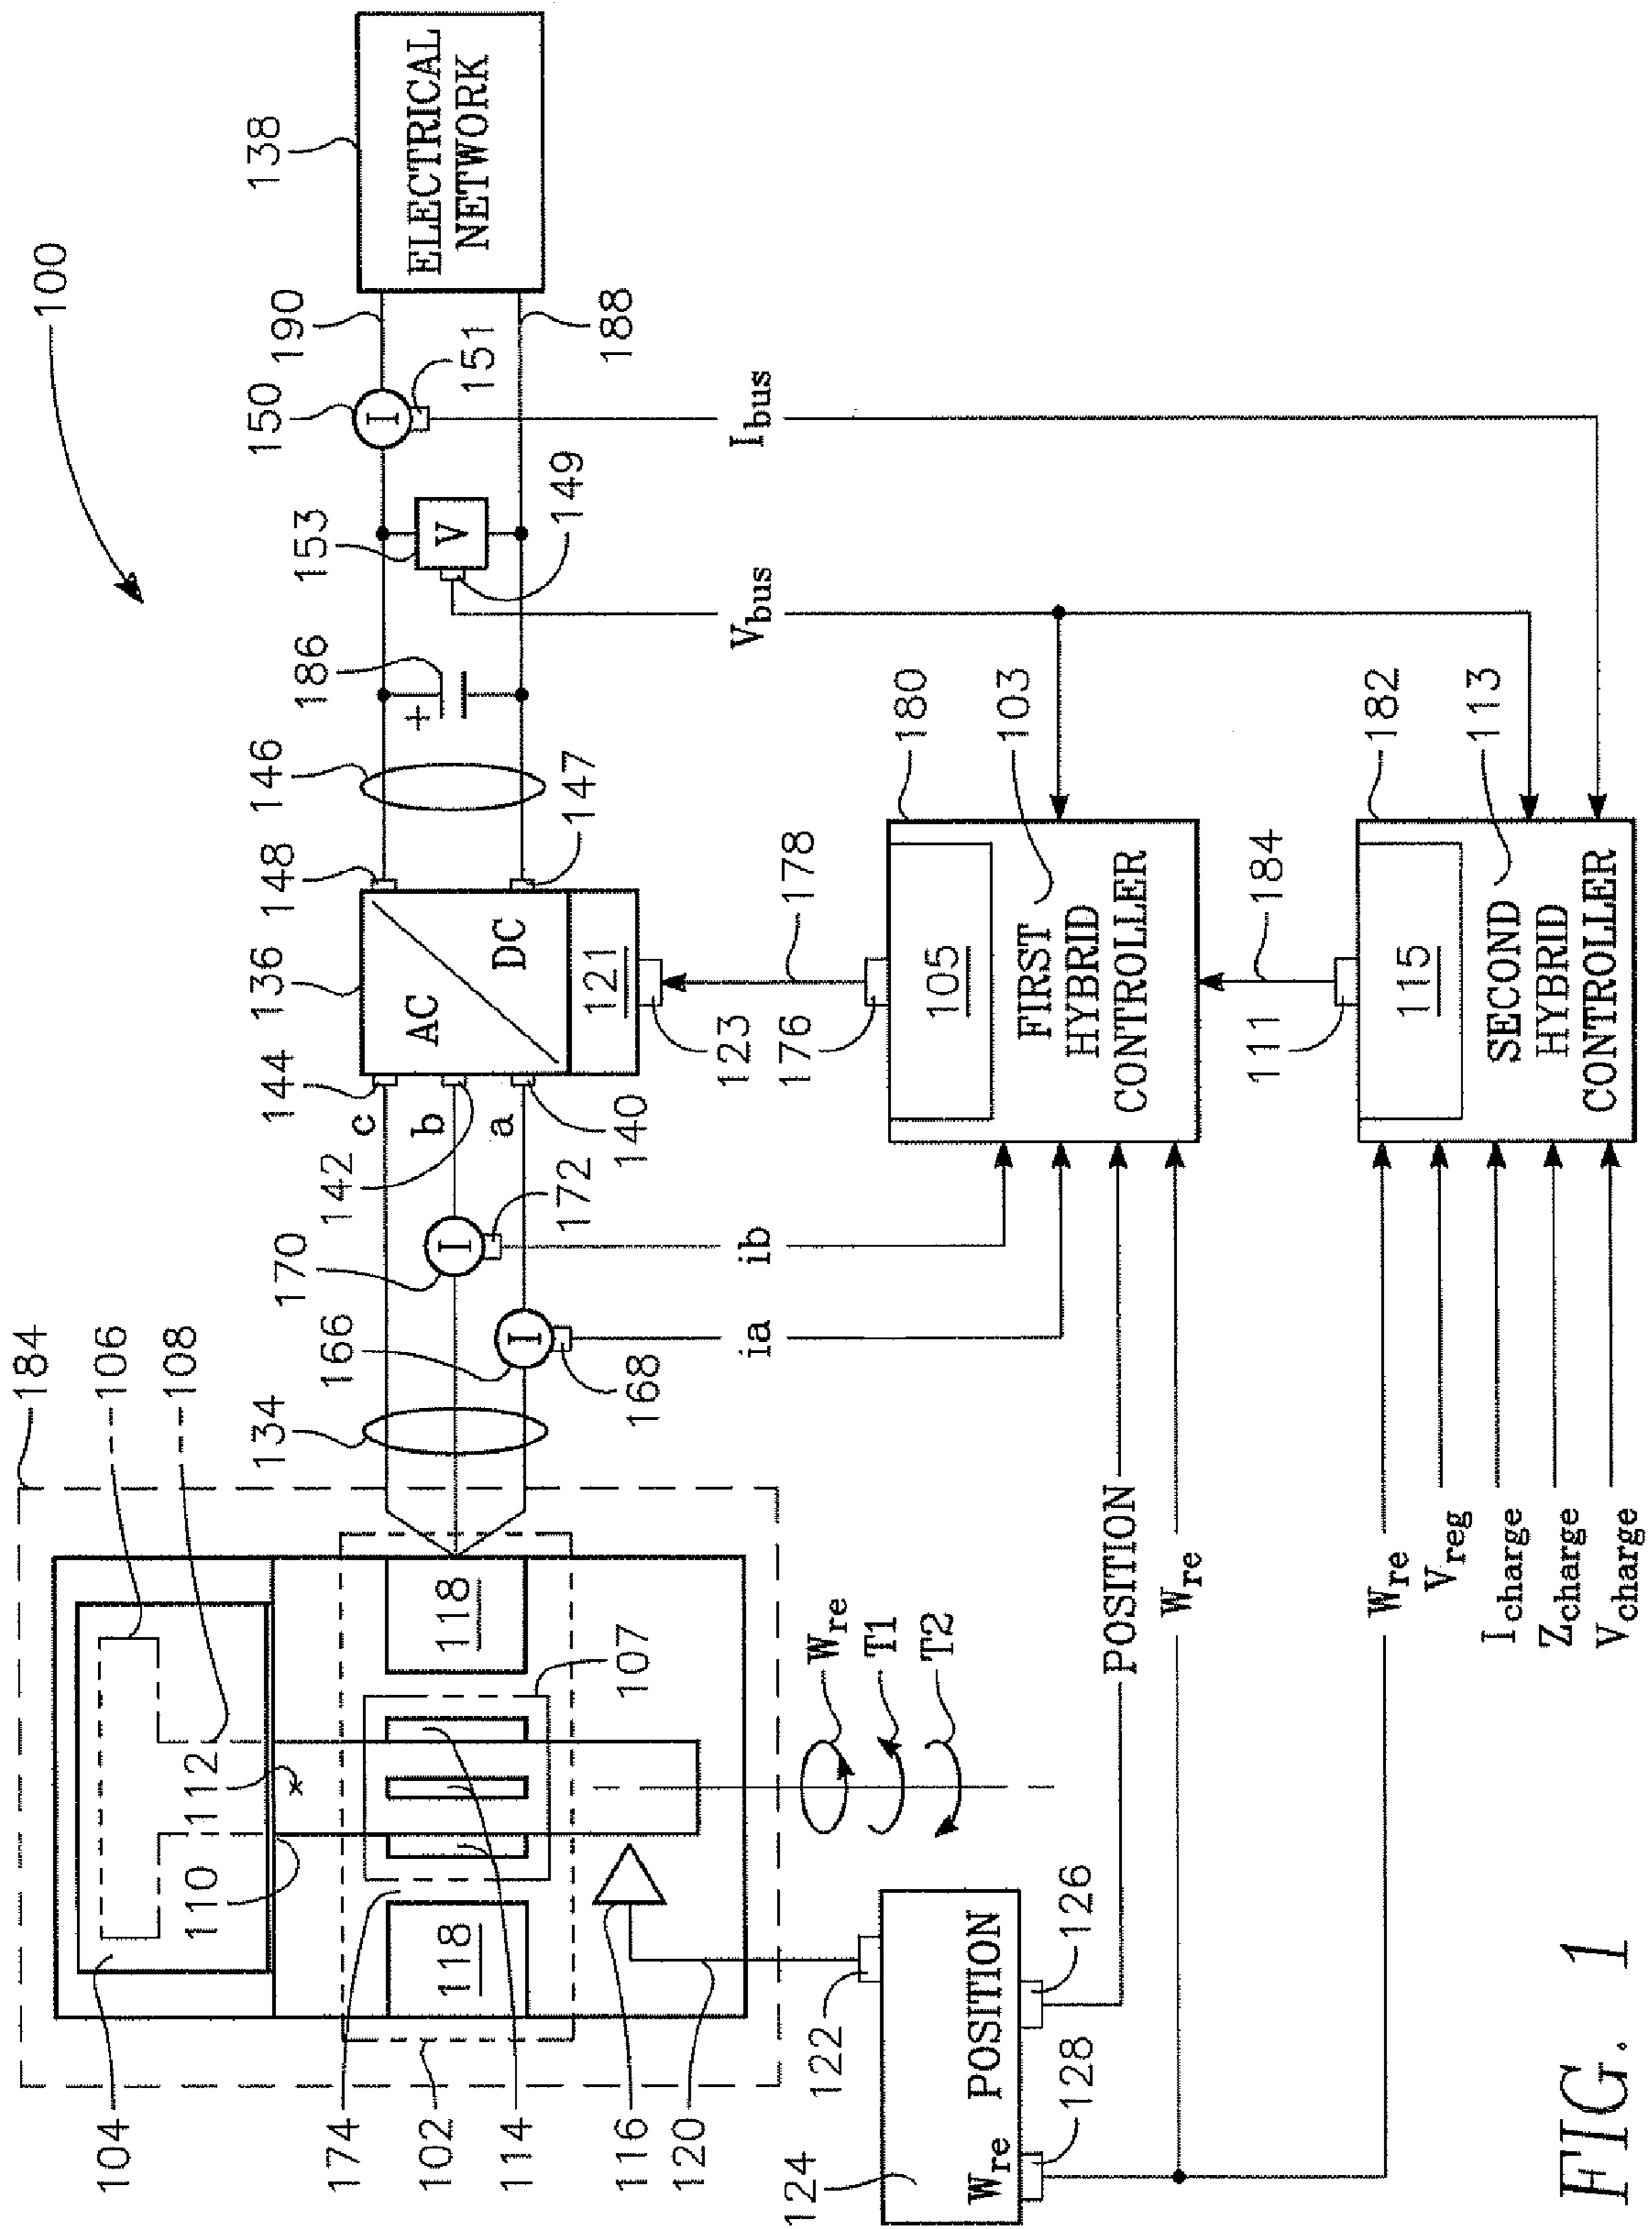 100
184
106
108
134
166
170
142
144
136
148
146
186
153
150
190
138
ELECTRICAL
NETWORK
188
151
149
147
AC
DC
c
b
a
140
172
168
121
123
178
176
ia
ib
Vbus
Ibus
104
174
102
114
116
120
118
118
110
112
107
Wre
T1
T2
122
124
Wre POSITION
128
126
POSITION
Wre
180
103
105
FIRST
HYBRID
CONTROLLER
184
111
182
113
115
SECOND
HYBRID
CONTROLLER
Wre
Vreg
Icharge
Zcharge
Vcharge
I
I
V
I
+
FIG. 1